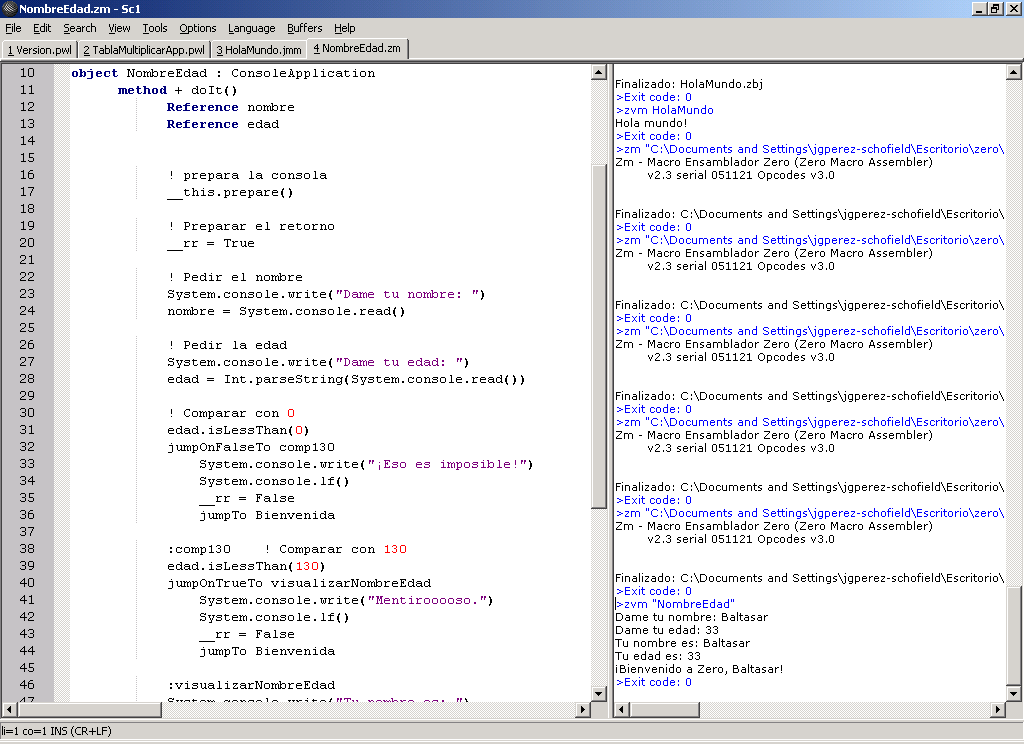 NombreEdad.zm - Sc1
File Edit Search View Tools Options Language Buffers Help
1 Version.pwl 2 TablaMultiplicarApp.pwl 3 HolaMundo.jmm 4 NombreEdad.zm
10 object NombreEdad : ConsoleApplication
11 method + doIt()
12 Reference nombre
13 Reference edad
14
15
16 ! prepara la consola
17 __this.prepare()
18
19 ! Preparar el retorno
20 __rr = True
21
22 ! Pedir el nombre
23 System.console.write("Dame tu nombre: ")
24 nombre = System.console.read()
25
26 ! Pedir la edad
27 System.console.write("Dame tu edad: ")
28 edad = Int.parseString(System.console.read())
29
30 ! Comparar con 0
31 edad.isLessThan(0)
32 jumpOnFalseTo comp130
33 System.console.write("¡Eso es imposible!")
34 System.console.lf()
35 __rr = False
36 jumpTo Bienvenida
37
38 :comp130 ! Comparar con 130
39 edad.isLessThan(130)
40 jumpOnTrueTo visualizarNombreEdad
41 System.console.write("Mentirooooso.")
42 System.console.lf()
43 __rr = False
44 jumpTo Bienvenida
45
46 :visualizarNombreEdad
47 System.console.write("Tu nombre es: ")
Finalizado: HolaMundo.zbj
>Exit code: 0
>zvm HolaMundo
Hola mundo!
>Exit code: 0
>zm "C:\Documents and Settings\jgperez-schofield\Escritorio\zero\
Zm - Macro Ensamblador Zero (Zero Macro Assembler)
v2.3 serial 051121 Opcodes v3.0
Finalizado: C:\Documents and Settings\jgperez-schofield\Escritorio\
>Exit code: 0
>zm "C:\Documents and Settings\jgperez-schofield\Escritorio\zero\
Zm - Macro Ensamblador Zero (Zero Macro Assembler)
v2.3 serial 051121 Opcodes v3.0
Finalizado: C:\Documents and Settings\jgperez-schofield\Escritorio\
>Exit code: 0
>zm "C:\Documents and Settings\jgperez-schofield\Escritorio\zero\
Zm - Macro Ensamblador Zero (Zero Macro Assembler)
v2.3 serial 051121 Opcodes v3.0
Finalizado: C:\Documents and Settings\jgperez-schofield\Escritorio\
>Exit code: 0
>zm "C:\Documents and Settings\jgperez-schofield\Escritorio\zero\
Zm - Macro Ensamblador Zero (Zero Macro Assembler)
v2.3 serial 051121 Opcodes v3.0
Finalizado: C:\Documents and Settings\jgperez-schofield\Escritorio\
>Exit code: 0
>zm "C:\Documents and Settings\jgperez-schofield\Escritorio\zero\
Zm - Macro Ensamblador Zero (Zero Macro Assembler)
v2.3 serial 051121 Opcodes v3.0
Finalizado: C:\Documents and Settings\jgperez-schofield\Escritorio\
>Exit code: 0
>zvm "NombreEdad"
Dame tu nombre: Baltasar
Dame tu edad: 33
Tu nombre es: Baltasar
Tu edad es: 33
¡Bienvenido a Zero, Baltasar!
>Exit code: 0
li=1 co=1 INS (CR+LF)